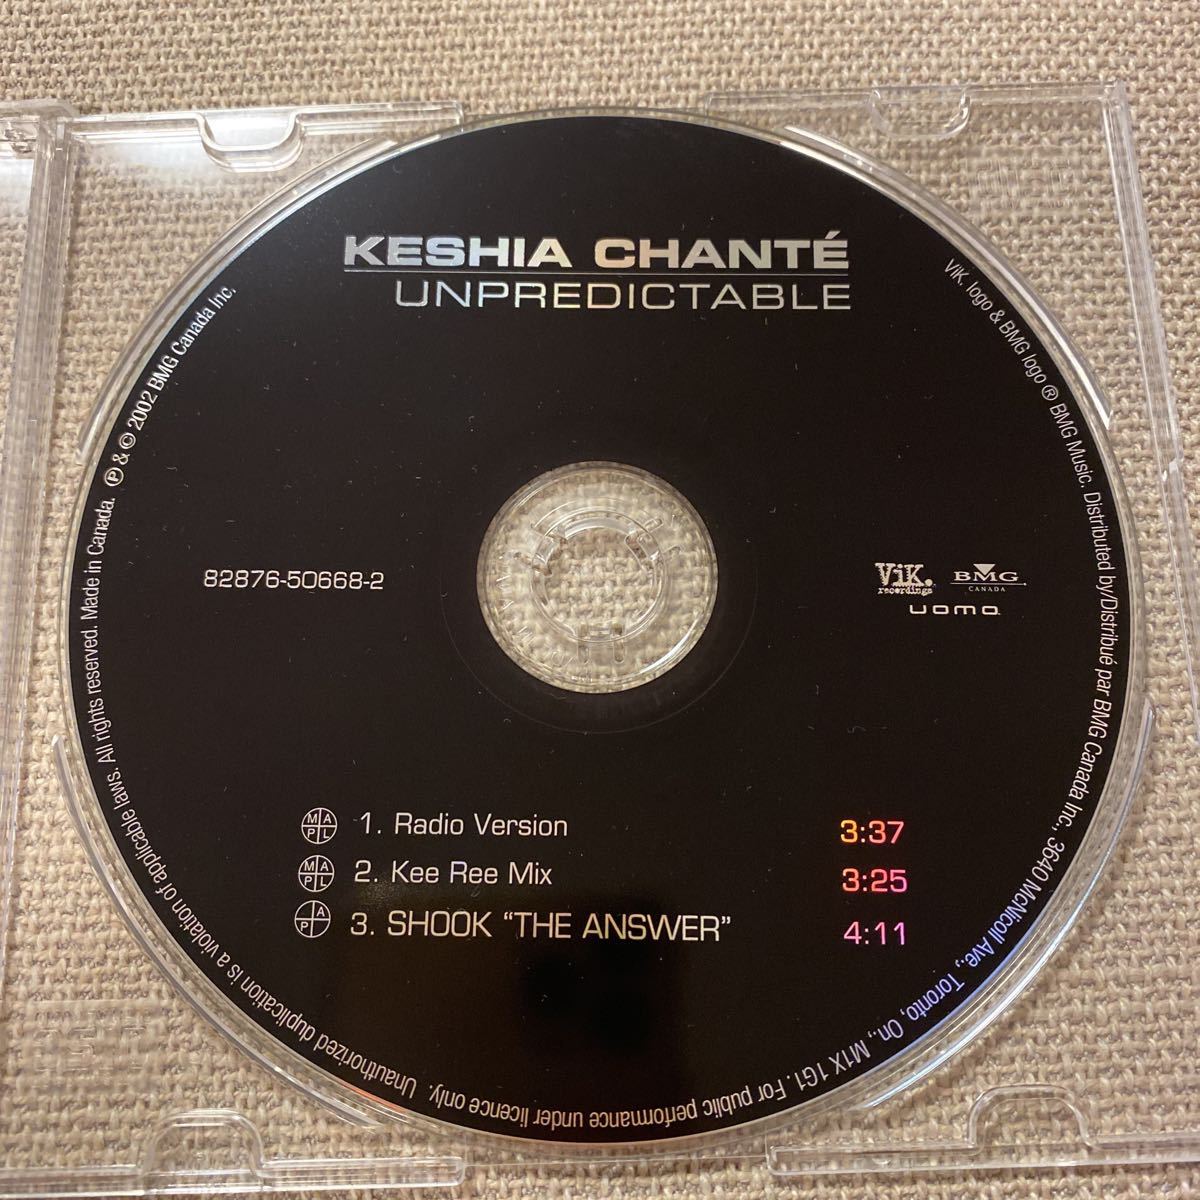 KESHIA CHANTÉ
UNPREDICTABLE
82876-50668-2
ViK.
recordings
BMG
CANADA
uomo
MAPL 1. Radio Version 3:37
MAPL 2. Kee Ree Mix 3:25
AP 3. SHOOK “THE ANSWER” 4:11
ViK. logo & BMG logo ® BMG Music. Distributed by/Distribué par BMG Canada Inc., 3640 McNicoll Ave., Toronto, On., M1X 1G1. For public performance under licence only. Unauthorized duplication is a violation of applicable laws. All rights reserved. Made in Canada. ℗ & © 2002 BMG Canada Inc.